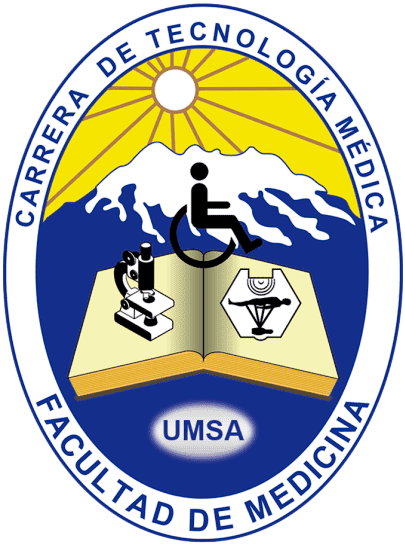 CARRERA DE TECNOLOGÍA MÉDICA
UMSA
FACULTAD DE MEDICINA